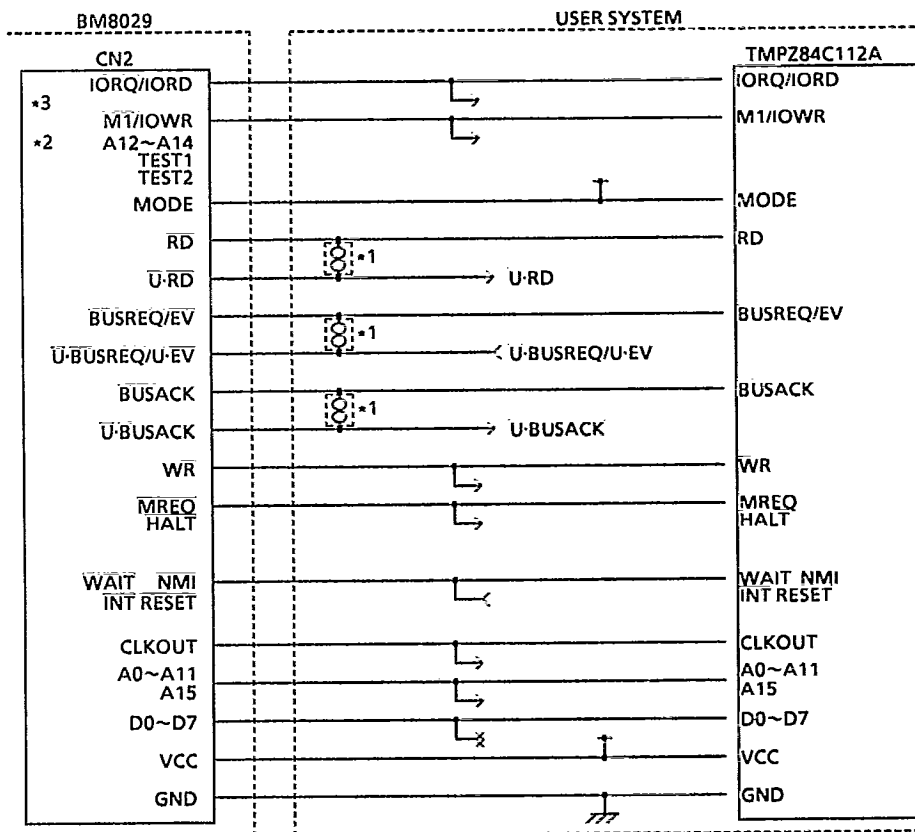 BM8029 USER SYSTEM
CN2 TMPZ84C112A
IORQ/IORD IORQ/IORD
*3
M1/IOWR M1/IOWR
*2 A12~A14
TEST1
TEST2
MODE MODE
RD RD
*1
U·RD U·RD
BUSREQ/EV BUSREQ/EV
*1
U·BUSREQ/U·EV U·BUSREQ/U·EV
BUSACK BUSACK
*1
U·BUSACK U·BUSACK
WR WR
MREQ MREQ
HALT HALT
WAIT NMI WAIT NMI
INT RESET INT RESET
CLKOUT CLKOUT
A0~A11 A0~A11
A15 A15
D0~D7 D0~D7
VCC VCC
GND GND